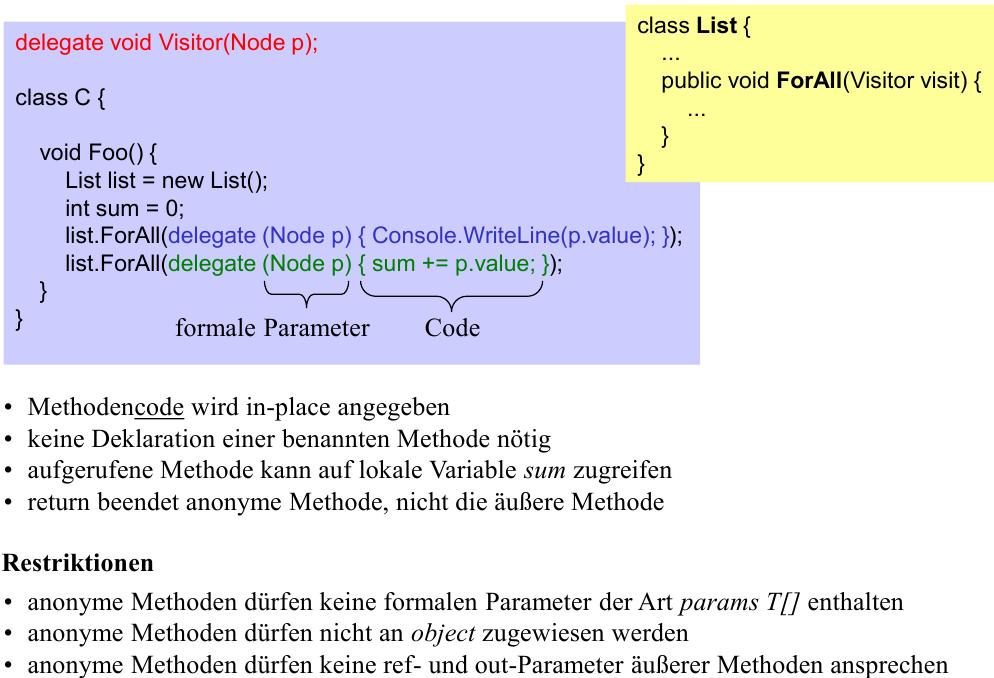 delegate void Visitor(Node p);
class C {
void Foo() {
List list = new List();
int sum = 0;
list.ForAll(delegate (Node p) { Console.WriteLine(p.value); });
list.ForAll(delegate (Node p) { sum += p.value; });
}
}
formale Parameter
Code
class List {
...
public void ForAll(Visitor visit) {
...
}
}
• Methodencode wird in-place angegeben
• keine Deklaration einer benannten Methode nötig
• aufgerufene Methode kann auf lokale Variable sum zugreifen
• return beendet anonyme Methode, nicht die äußere Methode
Restriktionen
• anonyme Methoden dürfen keine formalen Parameter der Art params T[] enthalten
• anonyme Methoden dürfen nicht an object zugewiesen werden
• anonyme Methoden dürfen keine ref- und out-Parameter äußerer Methoden ansprechen